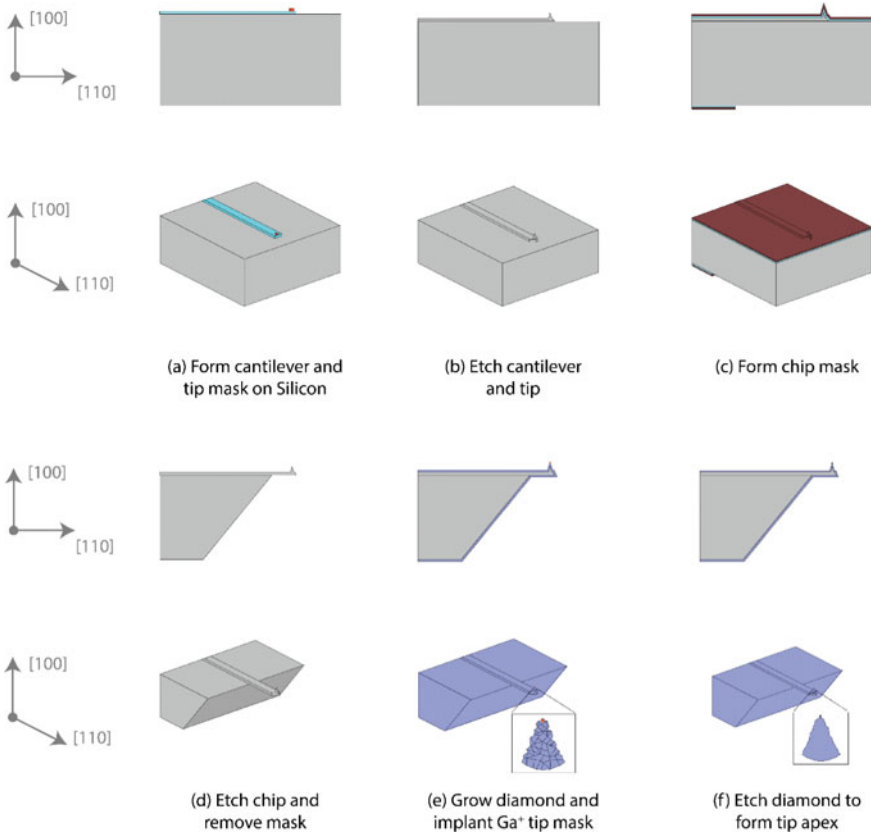 [100]
[110]
[100]
[110]
(a) Form cantilever and
tip mask on Silicon
(b) Etch cantilever
and tip
(c) Form chip mask
[100]
[110]
[100]
[110]
(d) Etch chip and
remove mask
(e) Grow diamond and
implant Ga⁺ tip mask
(f) Etch diamond to
form tip apex